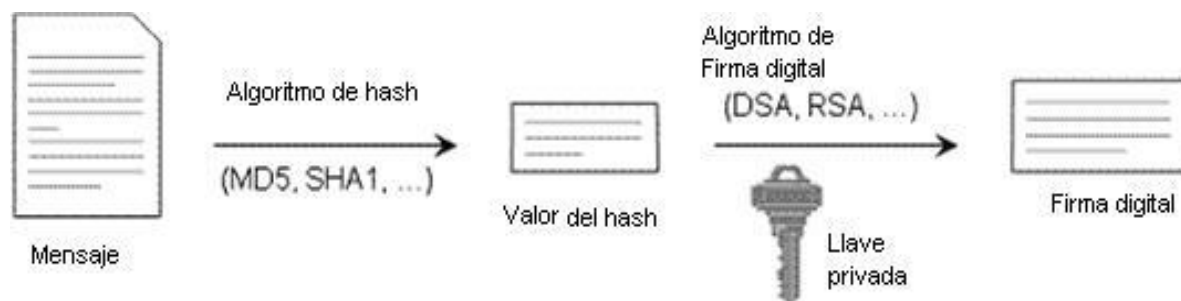 Mensaje
Algoritmo de hash
(MD5, SHA1, ...)
Valor del hash
Algoritmo de
Firma digital
(DSA, RSA, ...)
Llave
privada
Firma digital